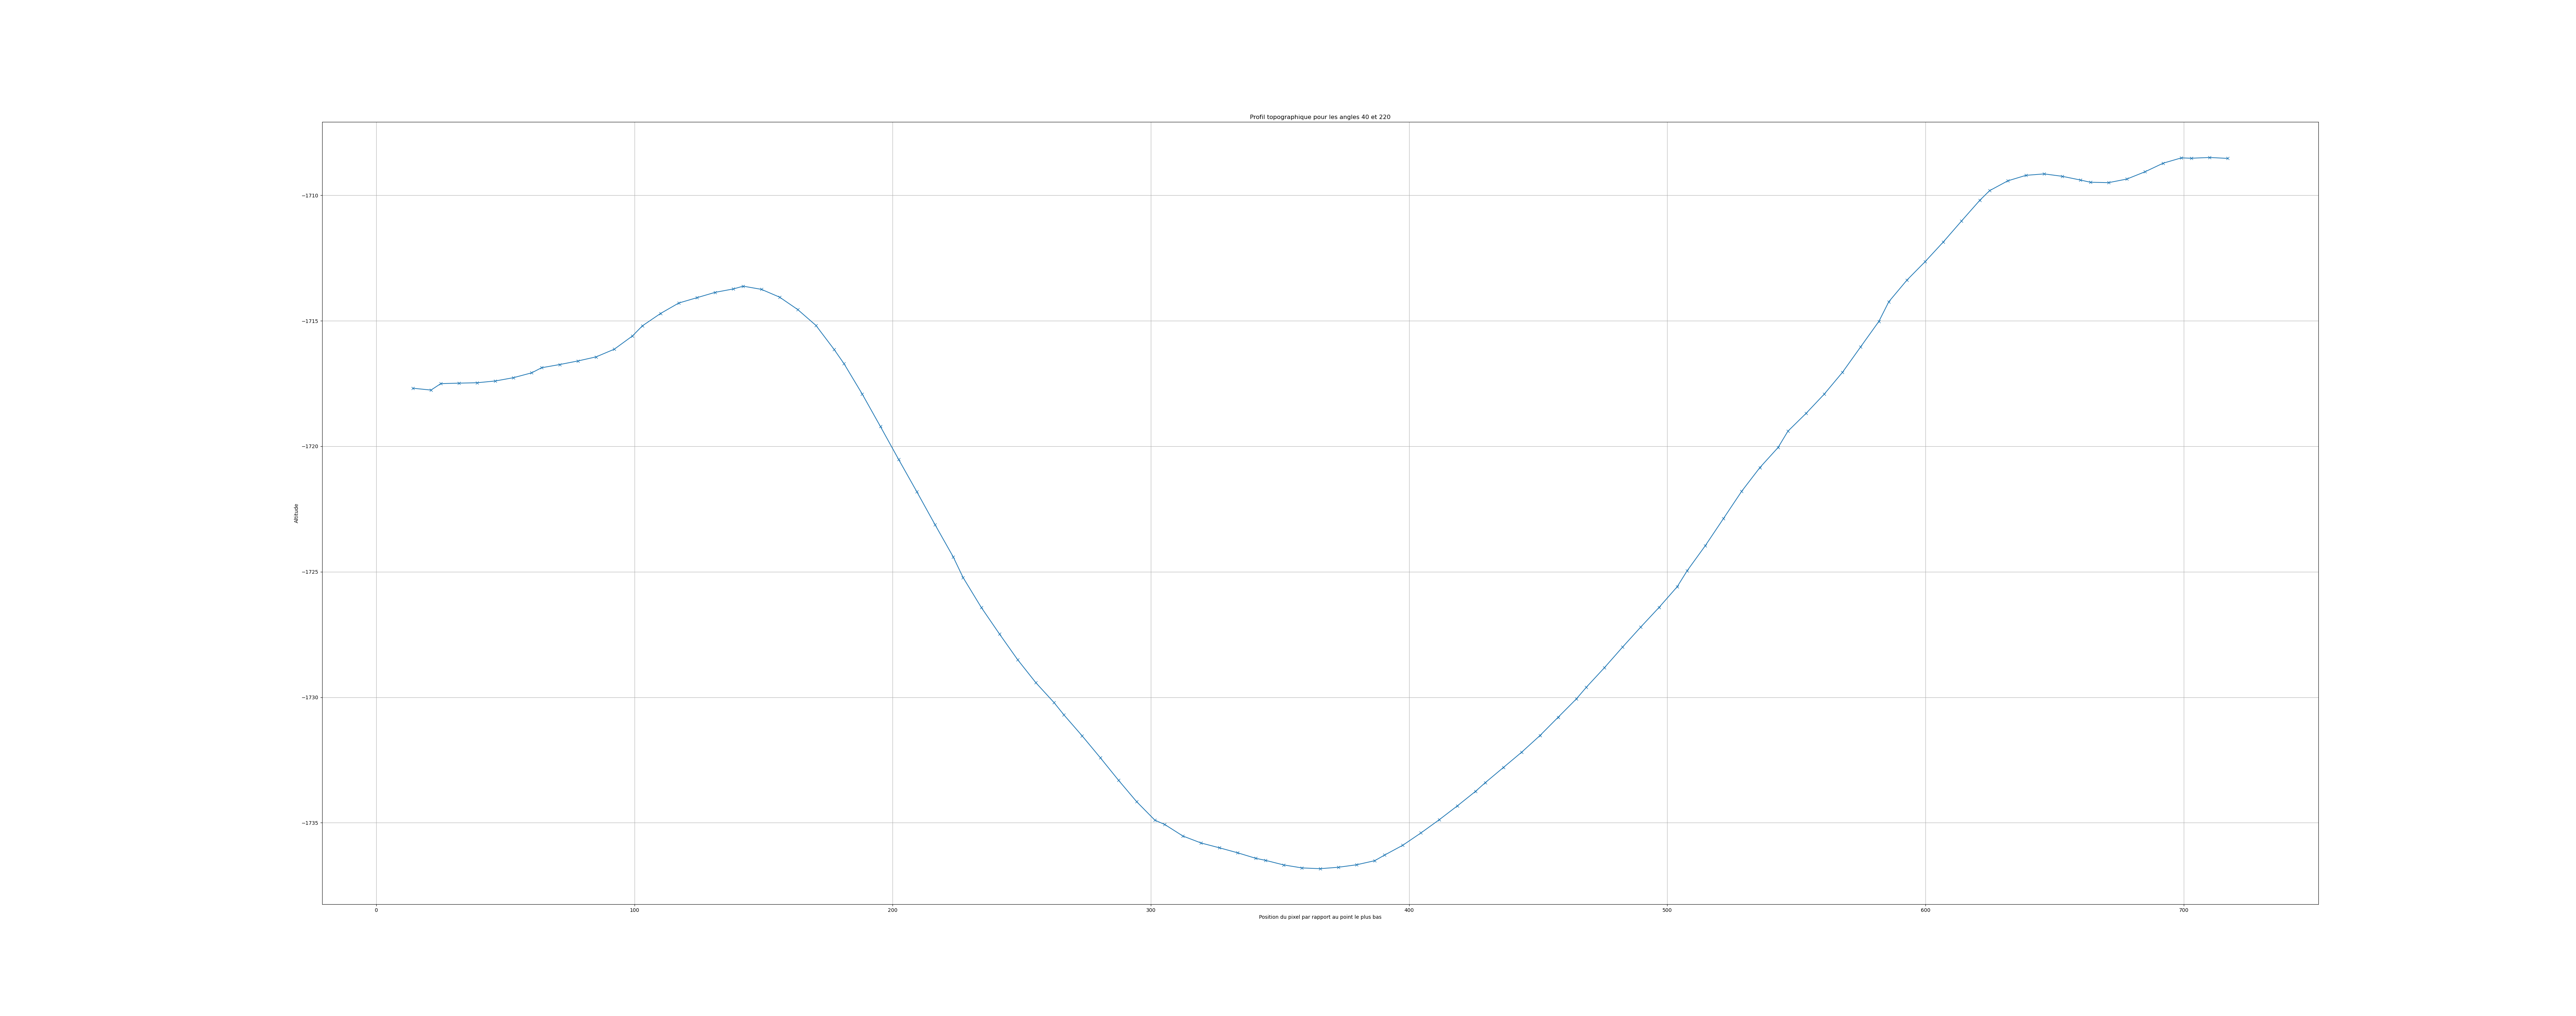 Profil topographique pour les angles 40 et 220
−1710
−1715
−1720
−1725
−1730
−1735
Altitude
0 100 200 300 400 500 600 700
Position du pixel par rapport au point le plus bas